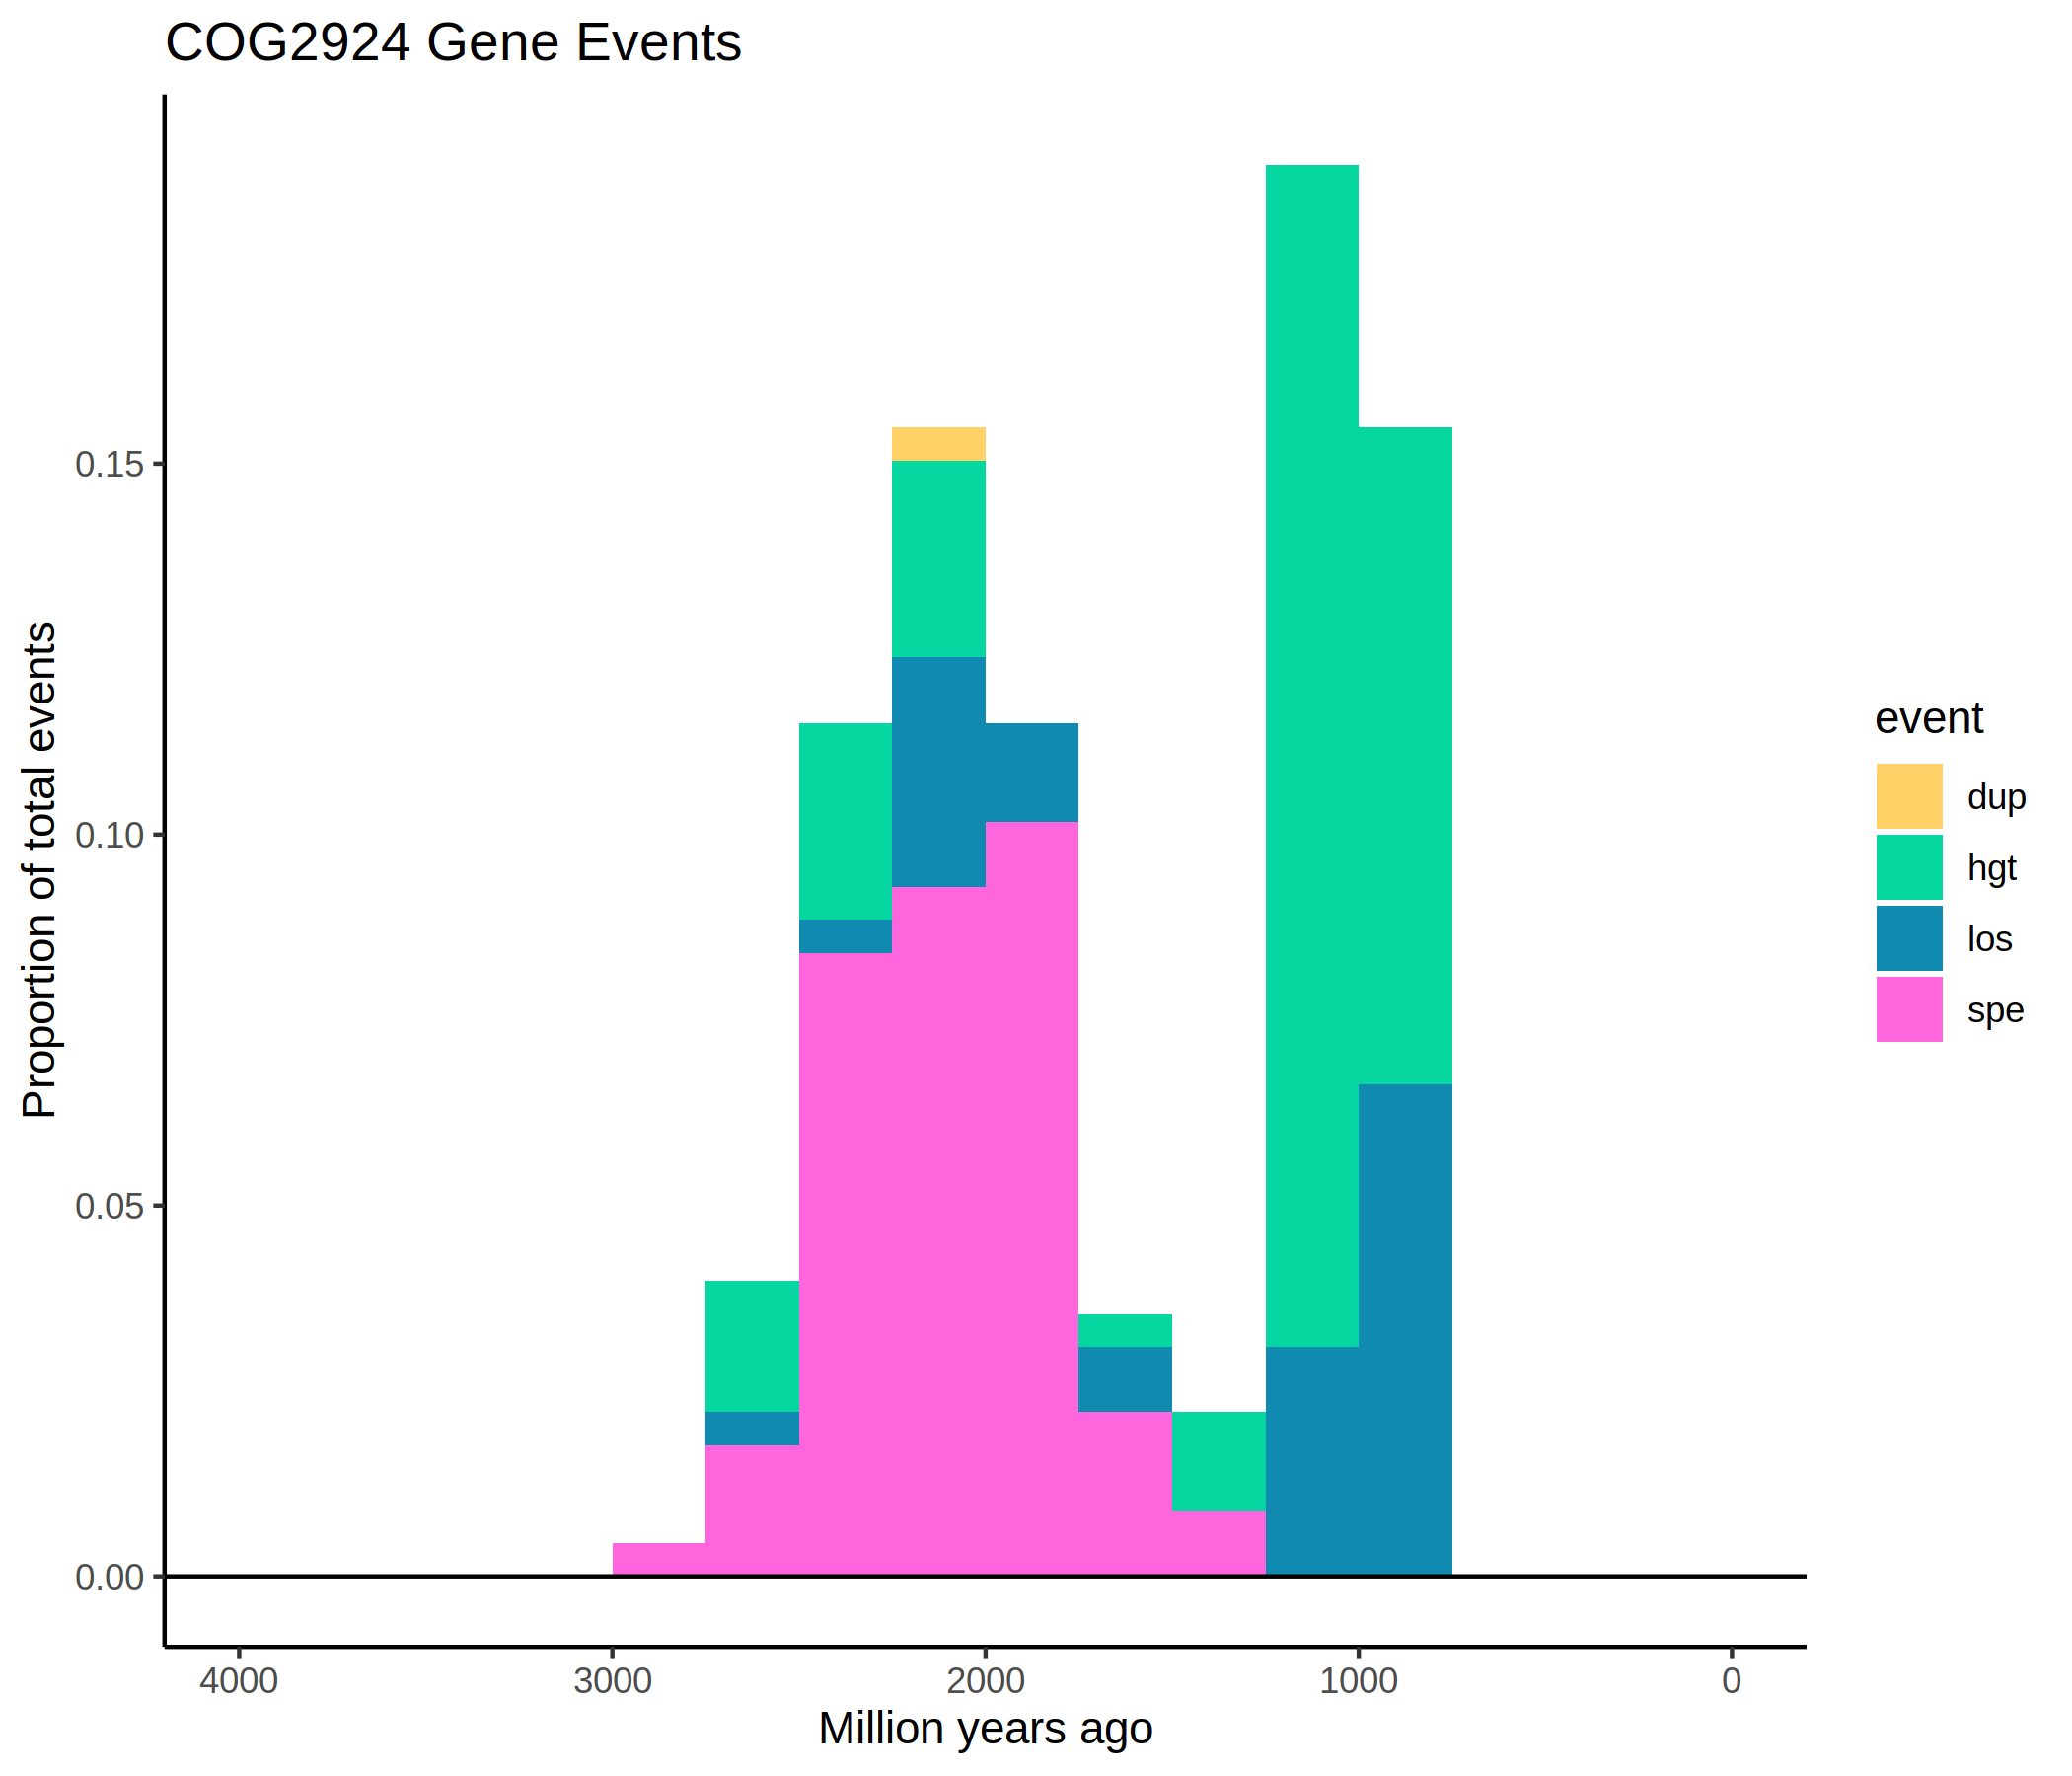 COG2924 Gene Events
Proportion of total events
0.15
0.10
0.05
0.00
4000 3000 2000 1000 0
Million years ago
event
dup
hgt
los
spe